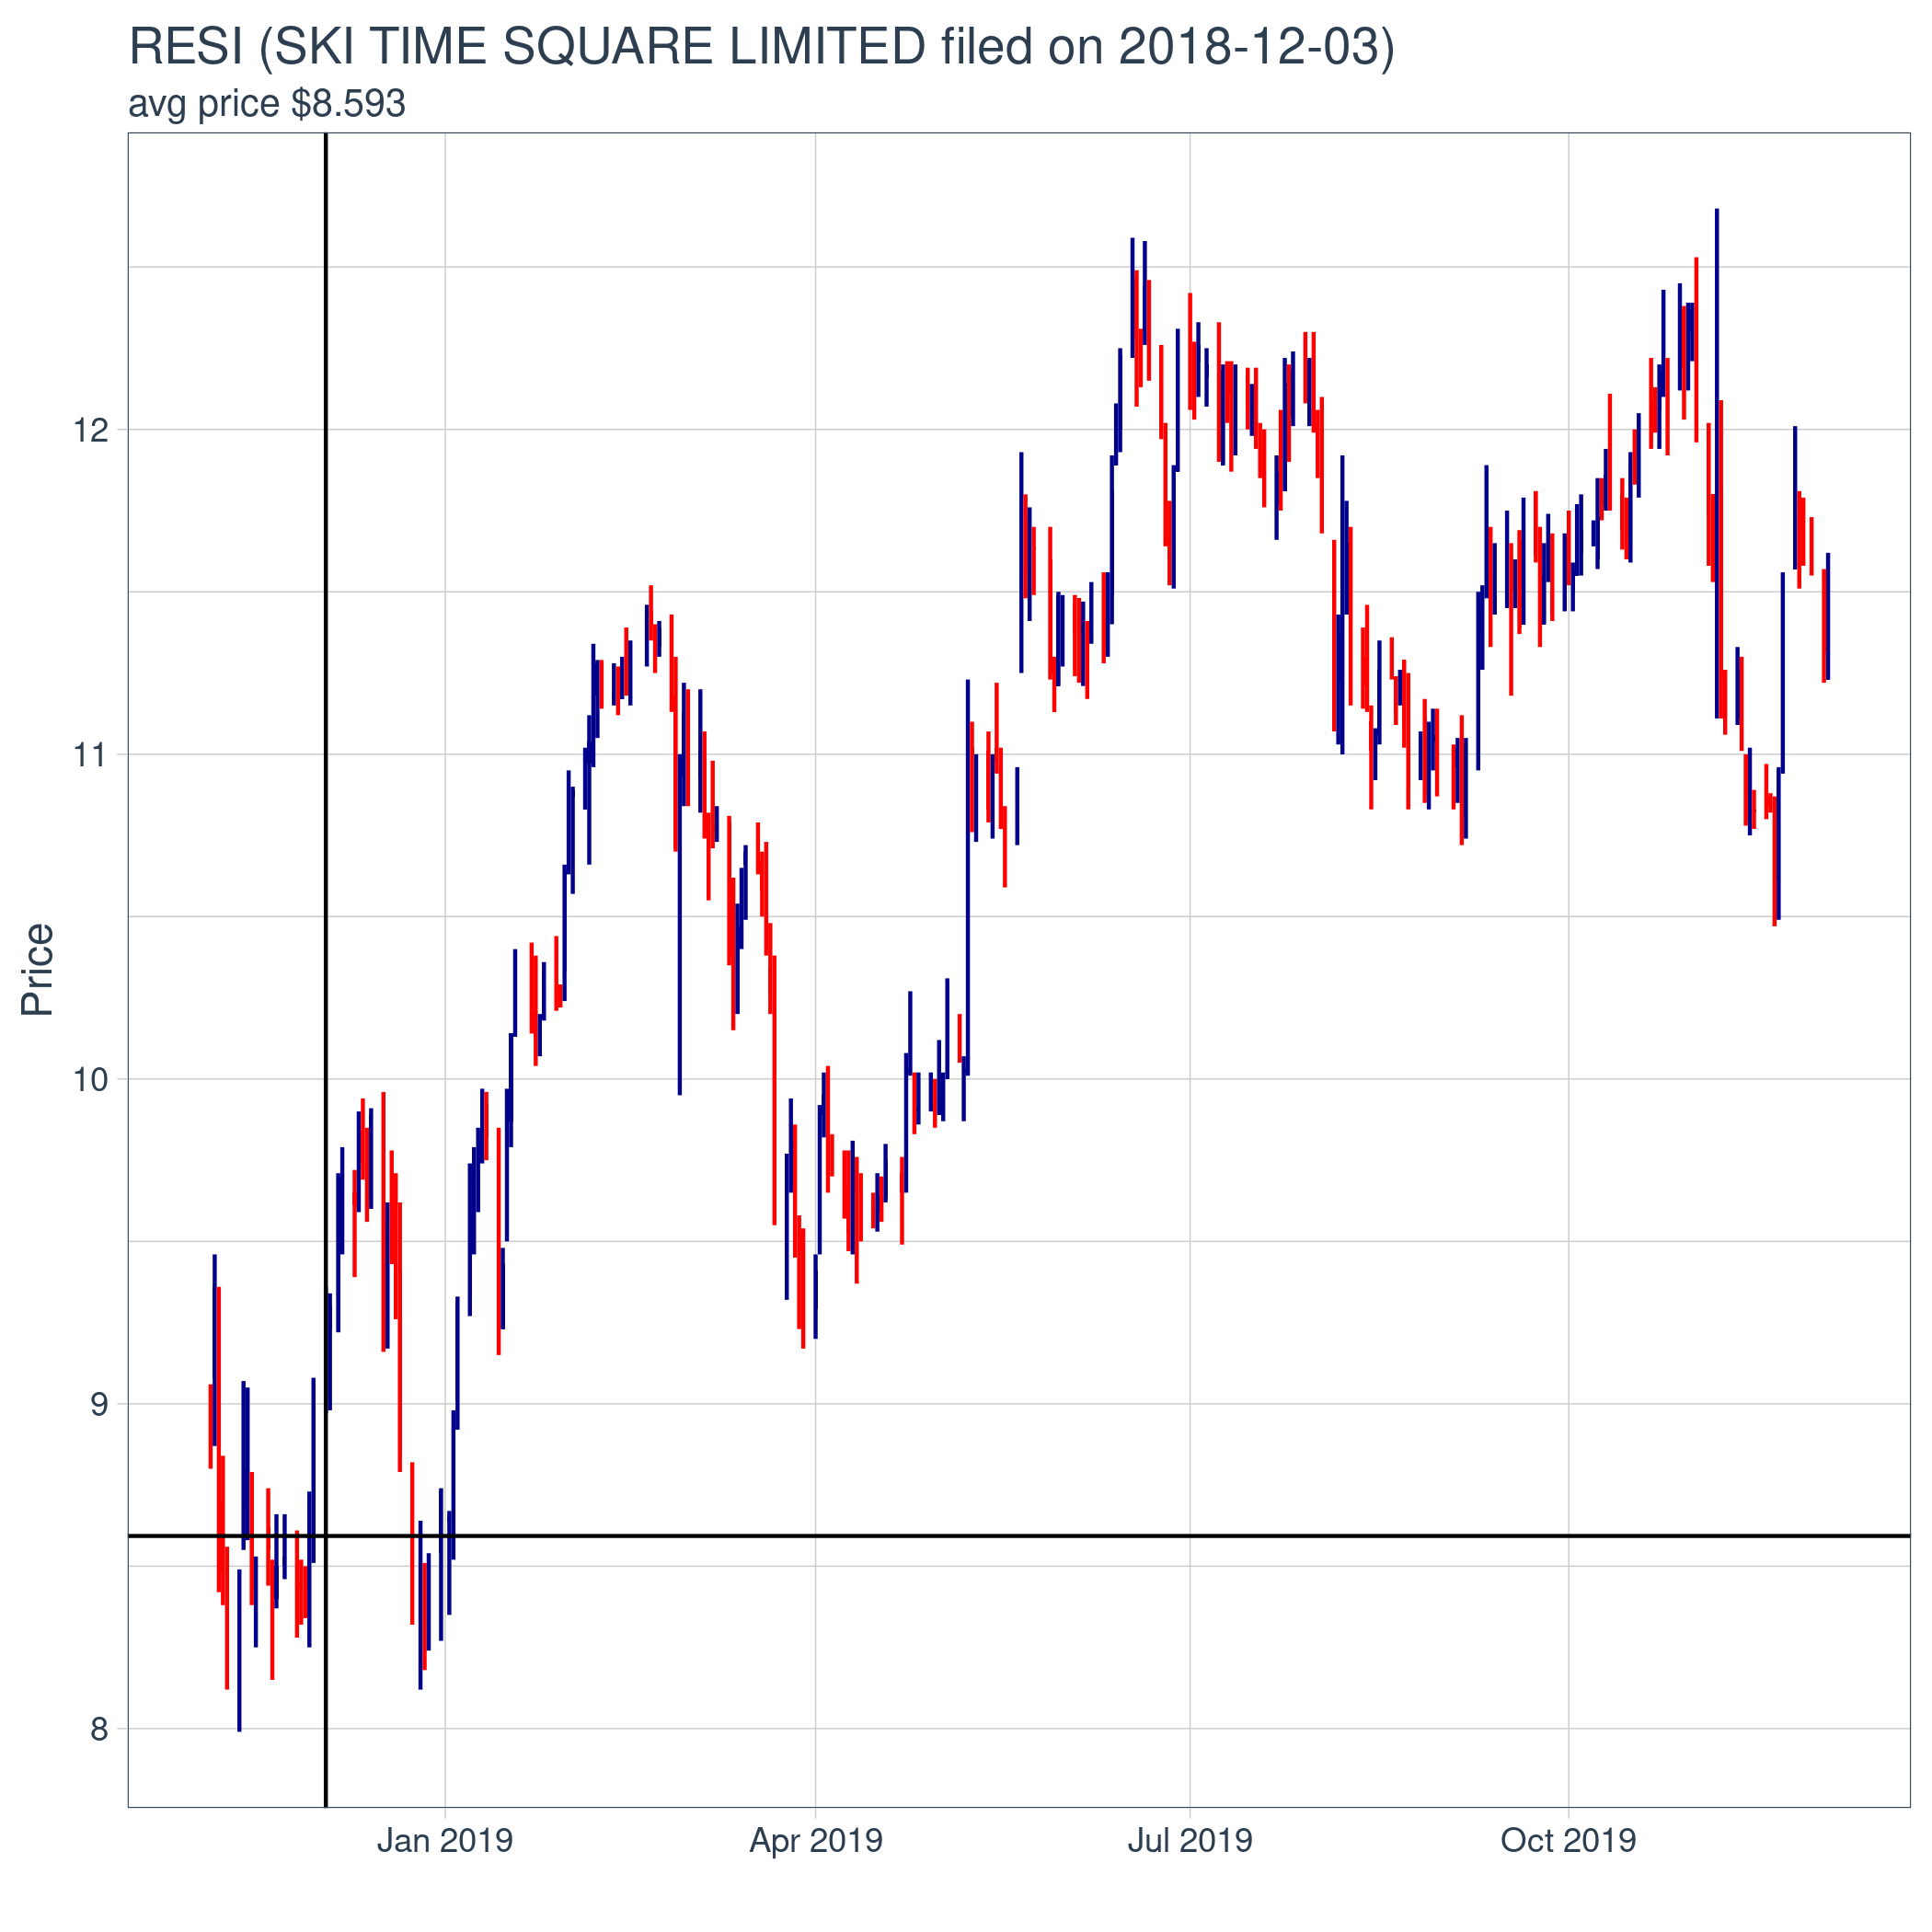 RESI (SKI TIME SQUARE LIMITED filed on 2018-12-03)
avg price $8.593
12
11
10
9
8
Price
Jan 2019
Apr 2019
Jul 2019
Oct 2019